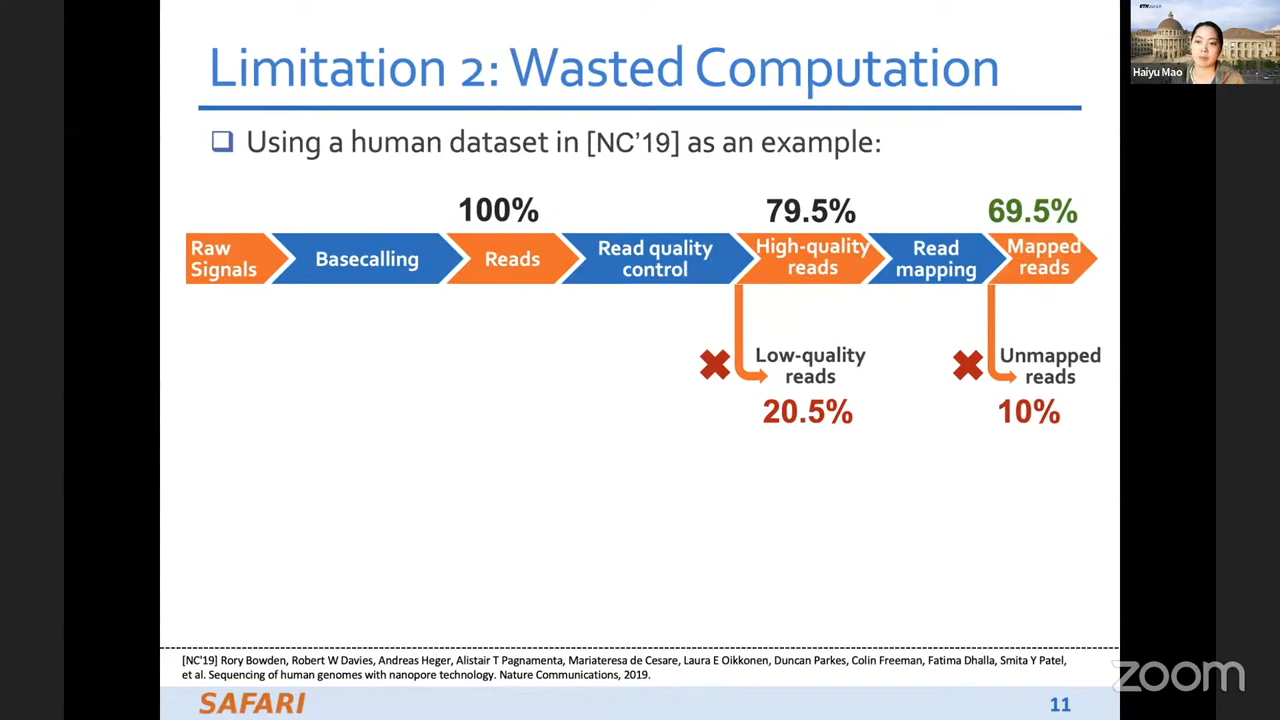 Limitation 2: Wasted Computation
Using a human dataset in [NC'19] as an example:
100%
79.5%
69.5%
Raw
Signals
Basecalling
Reads
Read quality
control
High-quality
reads
Read
mapping
Mapped
reads
Low-quality
reads
20.5%
Unmapped
reads
10%
[NC'19] Rory Bowden, Robert W Davies, Andreas Heger, Alistair T Pagnamenta, Mariateresa de Cesare, Laura E Oikkonen, Duncan Parkes, Colin Freeman, Fatima Dhalla, Smita Y Patel,
et al. Sequencing of human genomes with nanopore technology. Nature Communications, 2019.
SAFARI
11
zoom
ETH zürich
Haiyu Mao